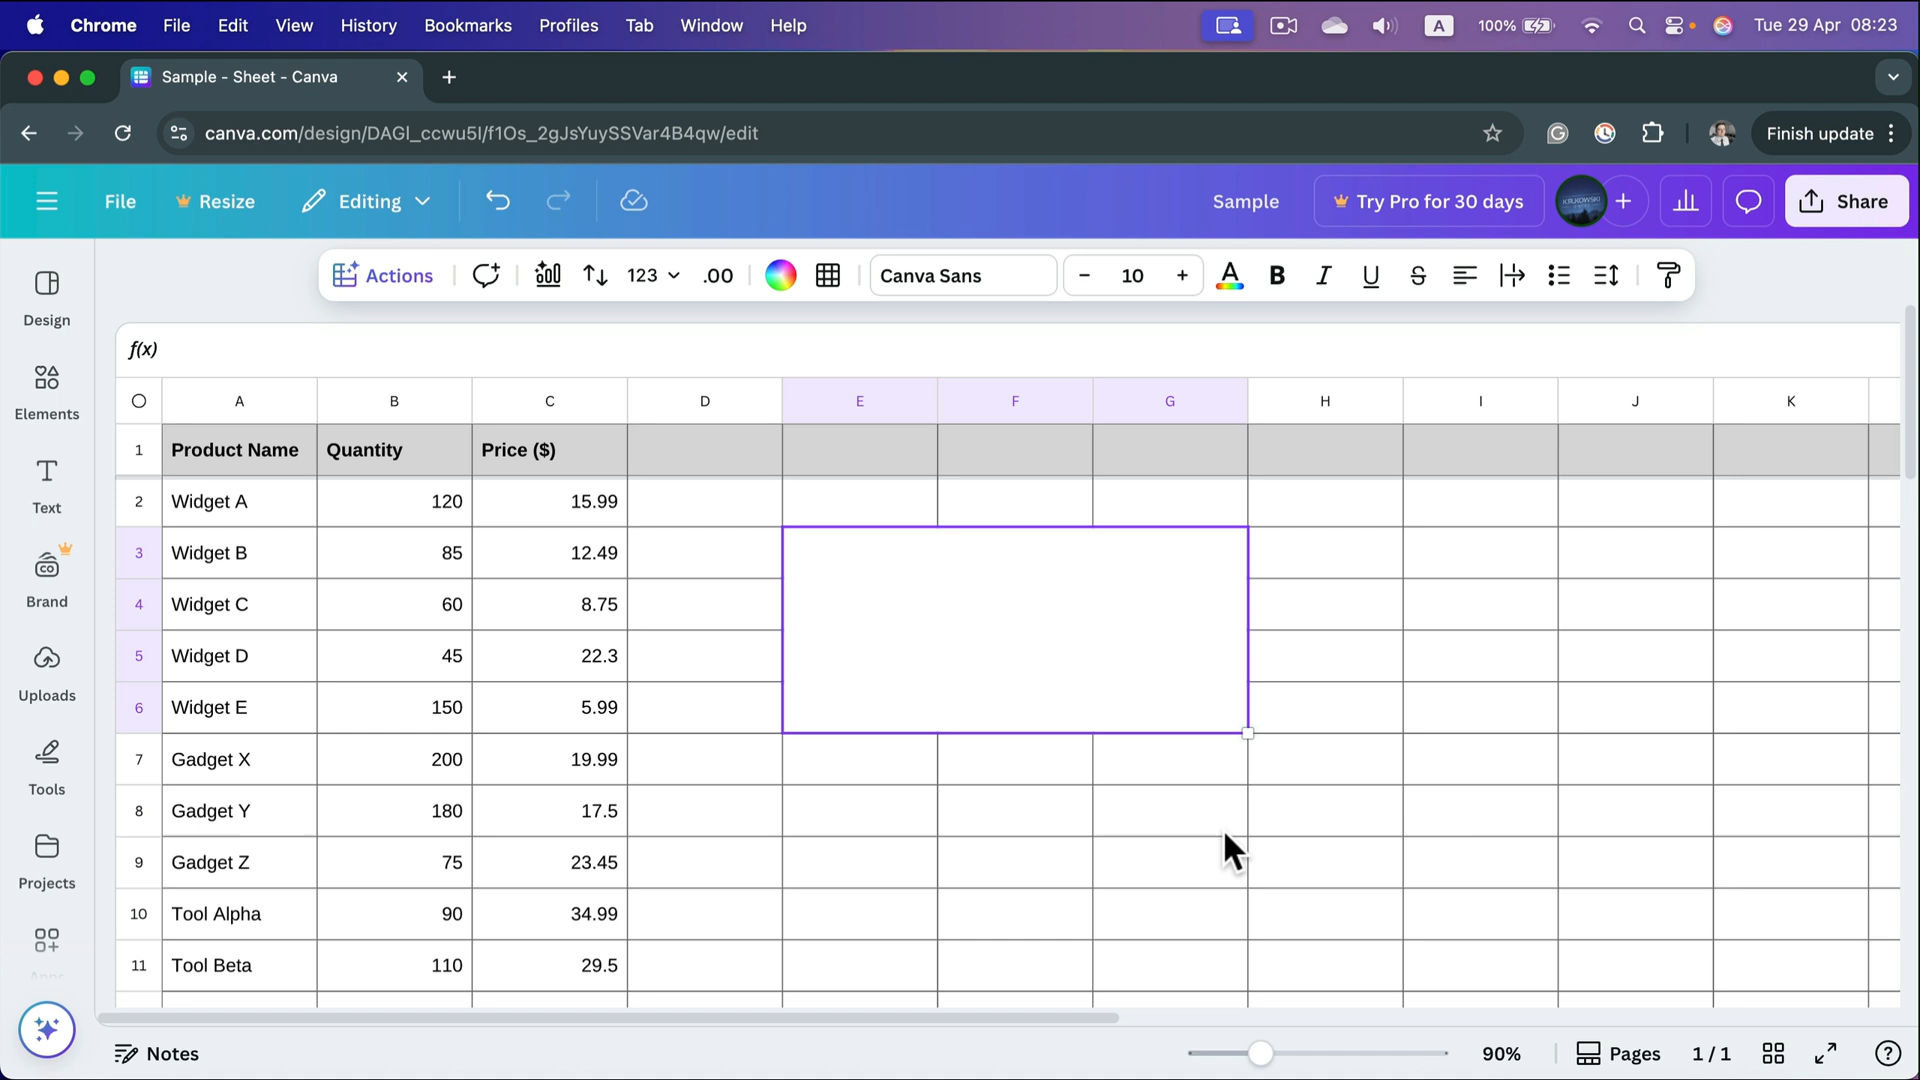 Chrome File Edit View History Bookmarks Profiles Tab Window Help A 100% Tue 29 Apr 08:23
Sample - Sheet - Canva
canva.com/design/DAGl_ccwu5I/f1Os_2gJsYuySSVar4B4qw/edit Finish update
File Resize Editing Sample Try Pro for 30 days Share
Actions 123 .00 Canva Sans - 10 + A B I U S
Design
Elements
Text
Brand
Uploads
Tools
Projects
Apps
f(x)
A B C D E F G H I J K
1 Product Name Quantity Price ($)
2 Widget A 120 15.99
3 Widget B 85 12.49
4 Widget C 60 8.75
5 Widget D 45 22.3
6 Widget E 150 5.99
7 Gadget X 200 19.99
8 Gadget Y 180 17.5
9 Gadget Z 75 23.45
10 Tool Alpha 90 34.99
11 Tool Beta 110 29.5
Notes 90% Pages 1 / 1